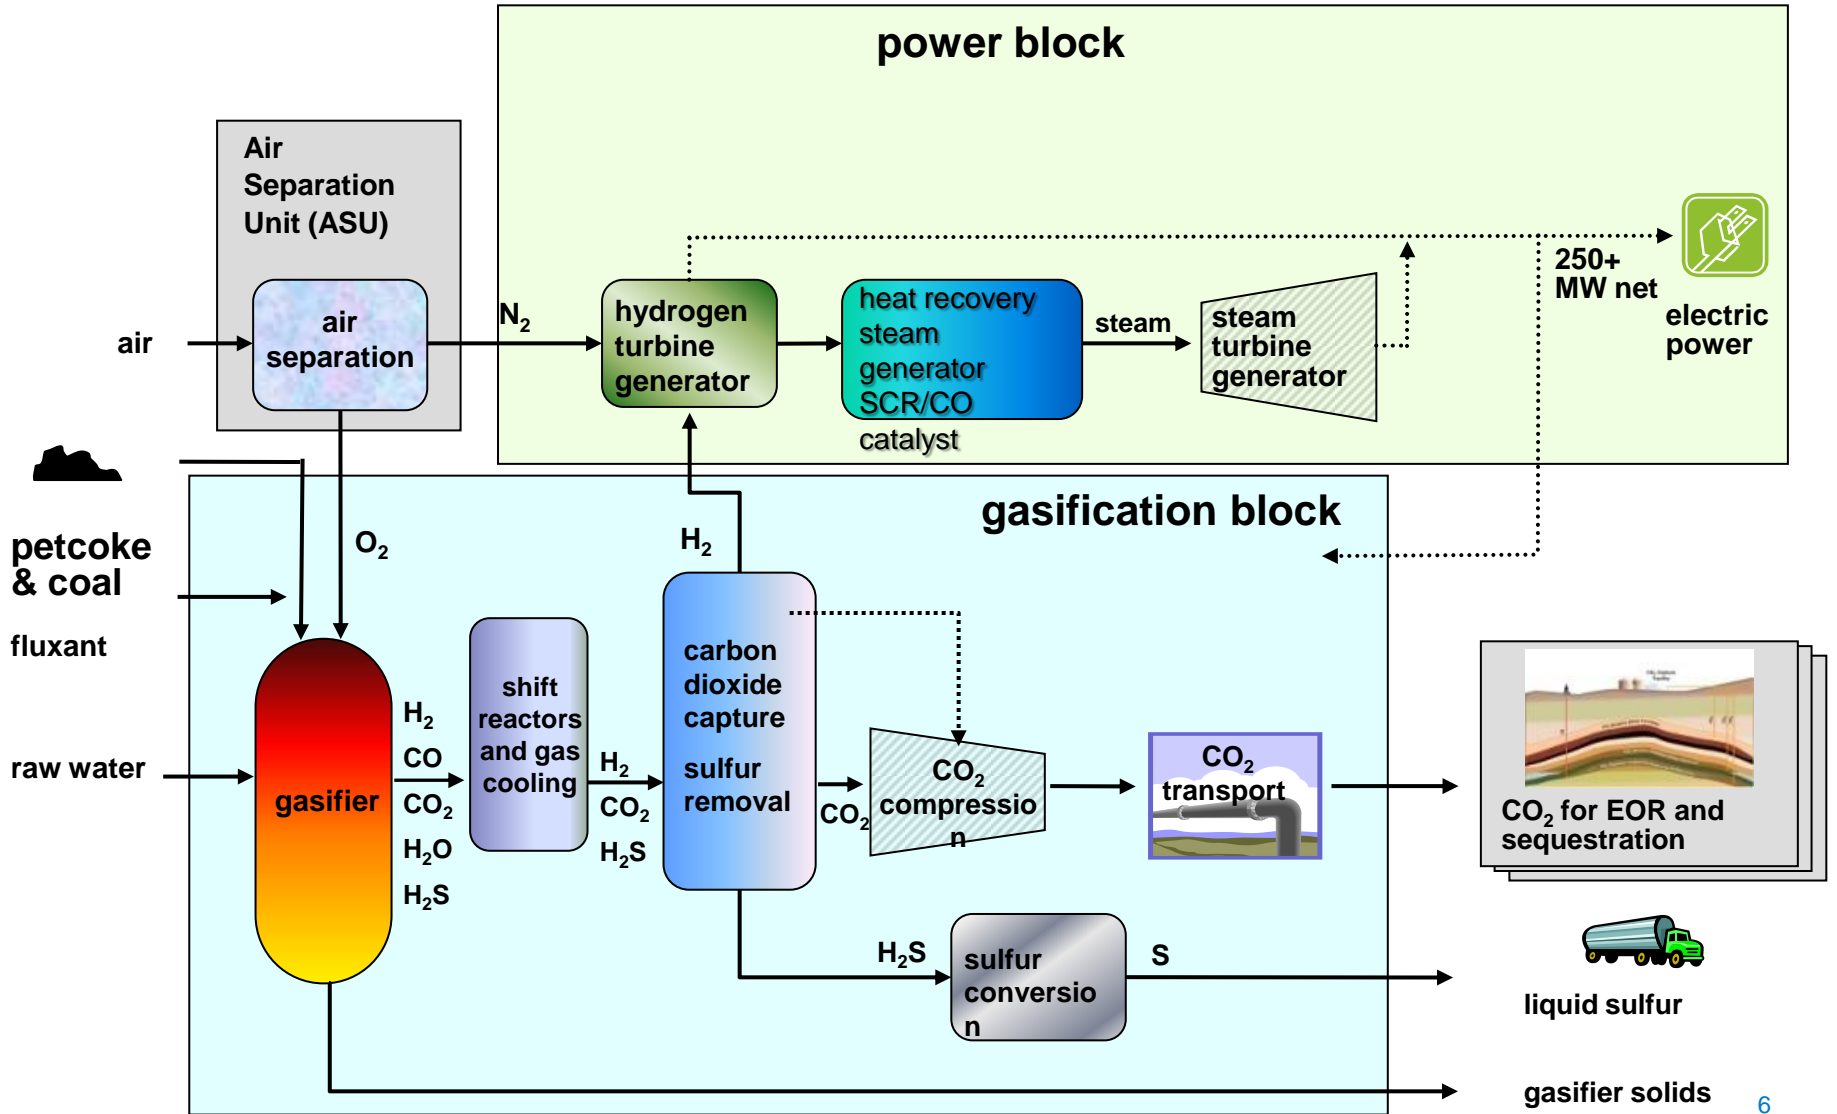 power block
Air
Separation
Unit (ASU)
air
air
separation
N₂
hydrogen
turbine
generator
heat recovery
steam
generator
SCR/CO
catalyst
steam
steam
turbine
generator
250+
MW net
electric
power
petcoke
& coal
fluxant
raw water
gasification block
O₂
H₂
gasifier
H₂
CO
CO₂
H₂O
H₂S
shift
reactors
and gas
cooling
H₂
CO₂
H₂S
carbon
dioxide
capture
sulfur
removal
CO₂
CO₂
compressio
n
CO₂
transport
CO₂ for EOR and
sequestration
H₂S
sulfur
conversio
n
S
liquid sulfur
gasifier solids
6